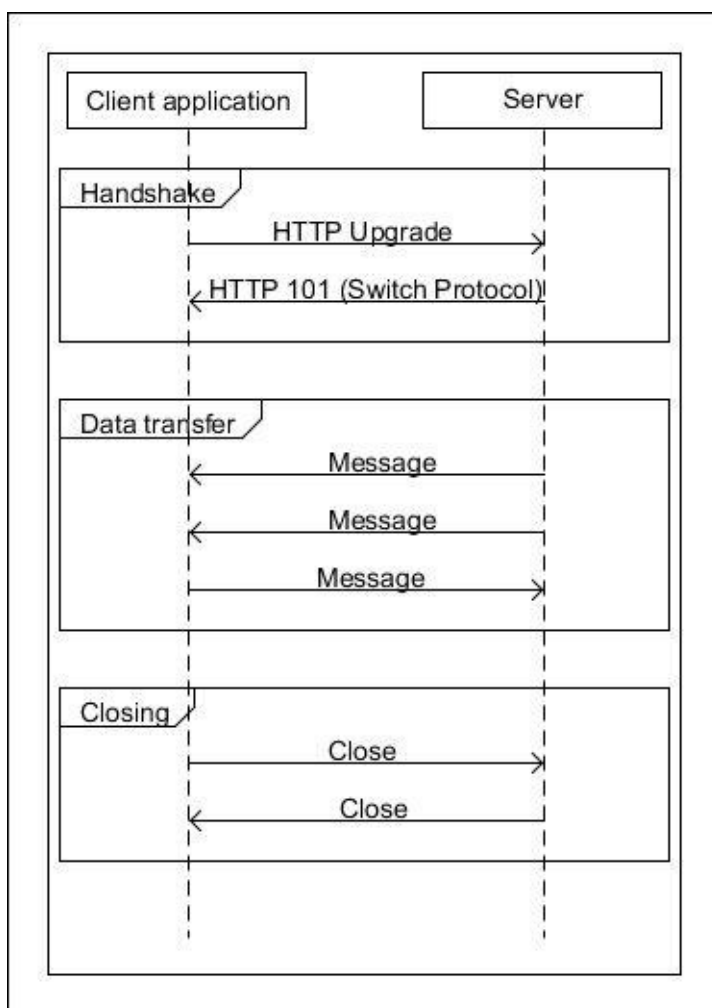 Client application
Server
Handshake
HTTP Upgrade
HTTP 101 (Switch Protocol)
Data transfer
Message
Message
Message
Closing
Close
Close